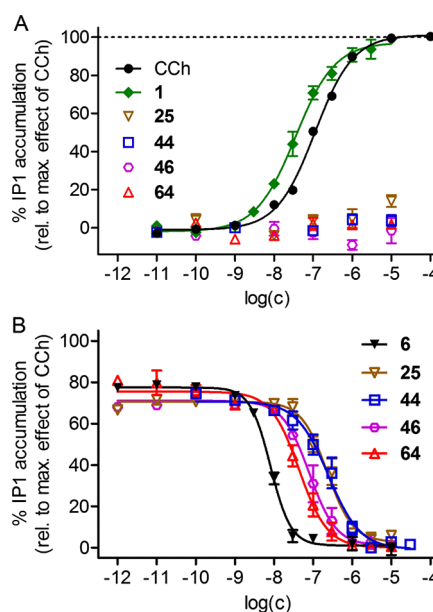 A
% IP1 accumulation
(rel. to max. effect of CCh)
100
80
60
40
20
0
CCh
1
25
44
46
64
-12 -11 -10 -9 -8 -7 -6 -5 -4
log(c)
B
% IP1 accumulation
(rel. to max. effect of CCh)
100
80
60
40
20
0
6
25
44
46
64
-12 -11 -10 -9 -8 -7 -6 -5 -4
log(c)